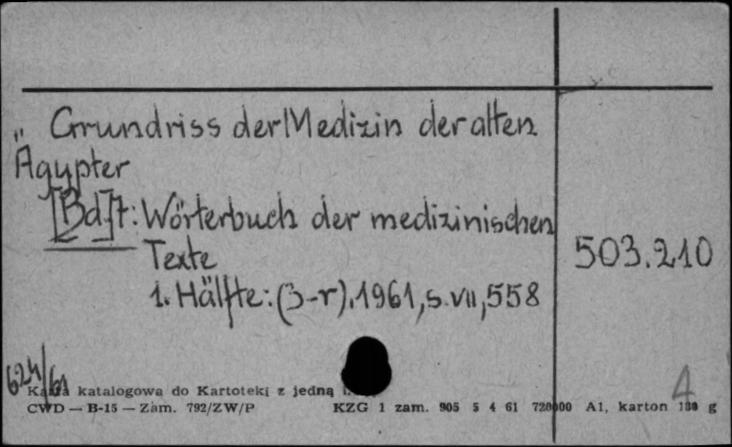 Grundriss der Medizin der alten
Ägypter
[Bd.]7: Wörterbuch der medizinischen
Texte
503.210
1. Hälfte: (3-r). 1961, s. VII, 558
624/61
4
Karta katalogowa do Kartoteki z jedną
CWD — B-15 — Zam. 792/ZW/P KZG 1 zam. 905 5 4 61 720000 A1, karton g